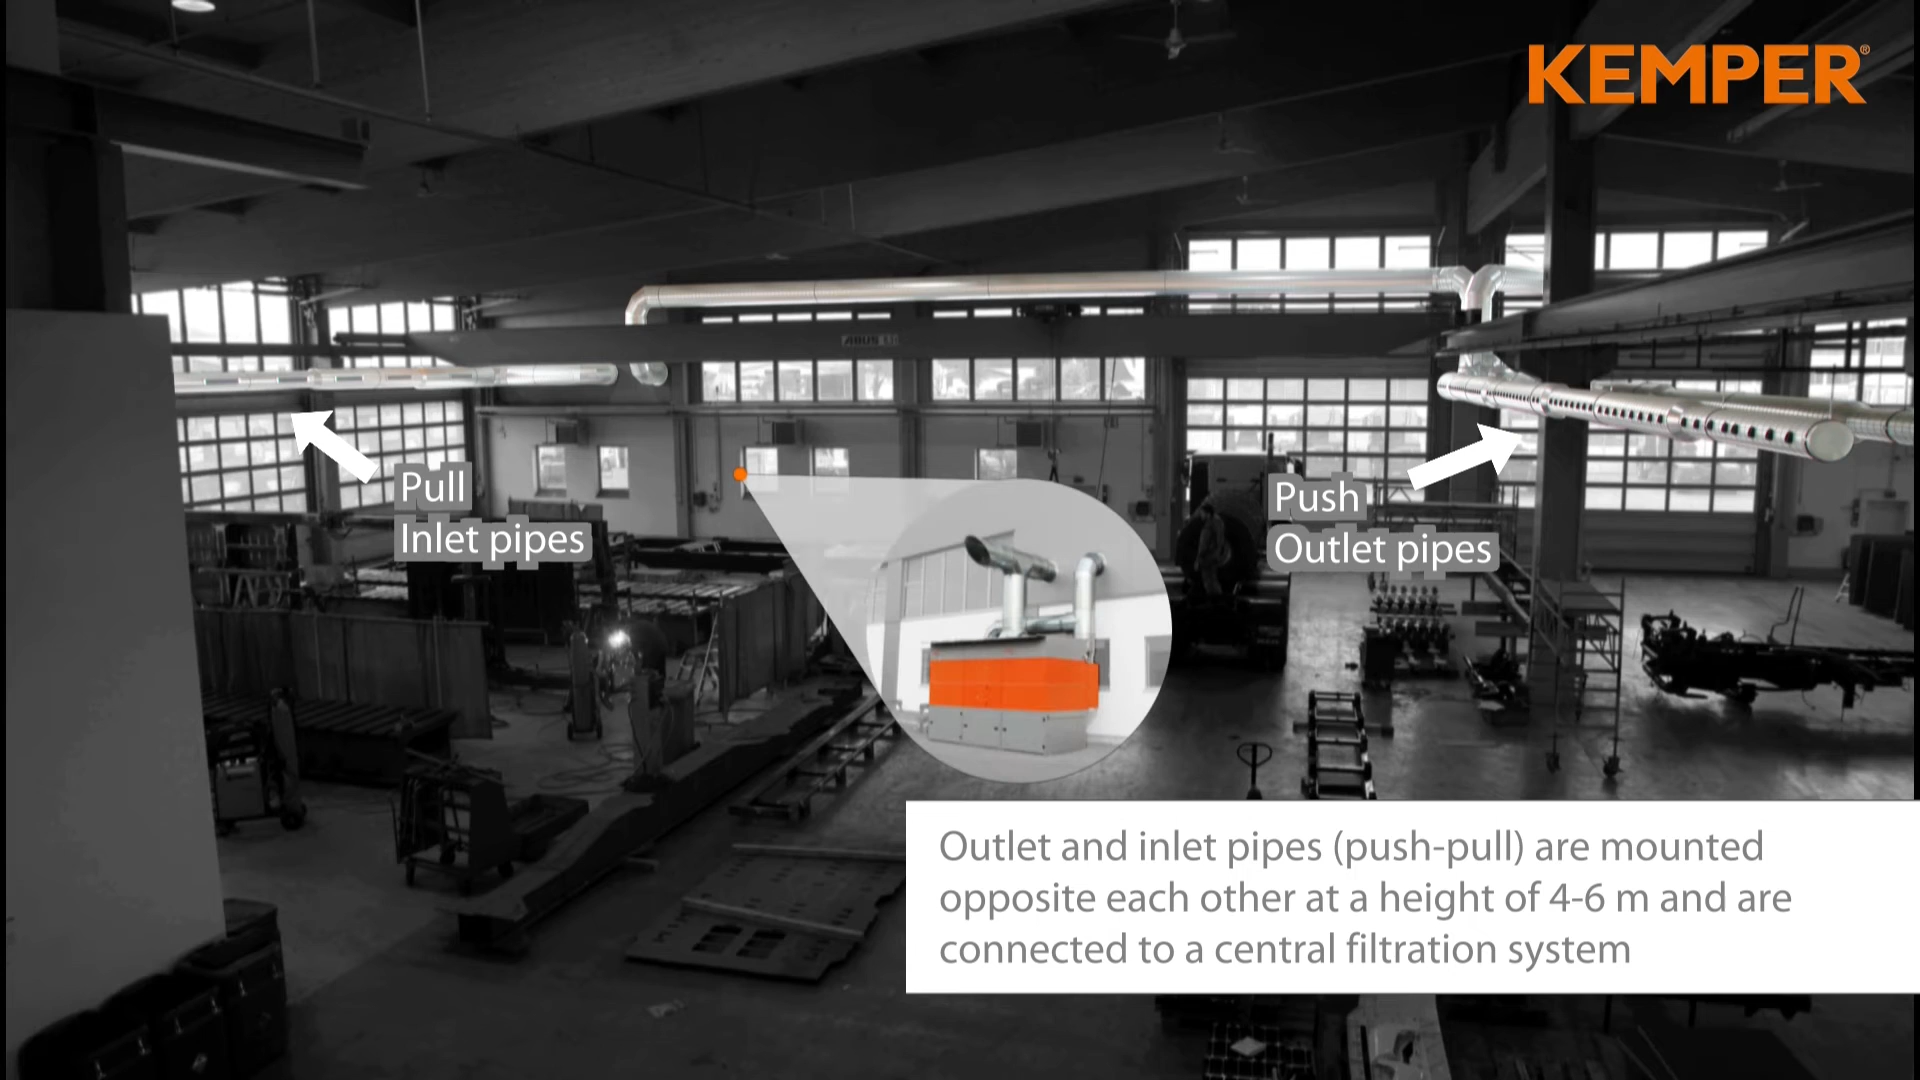 KEMPER®
Pull
Inlet pipes
Push
Outlet pipes
Outlet and inlet pipes (push-pull) are mounted
opposite each other at a height of 4-6 m and are
connected to a central filtration system